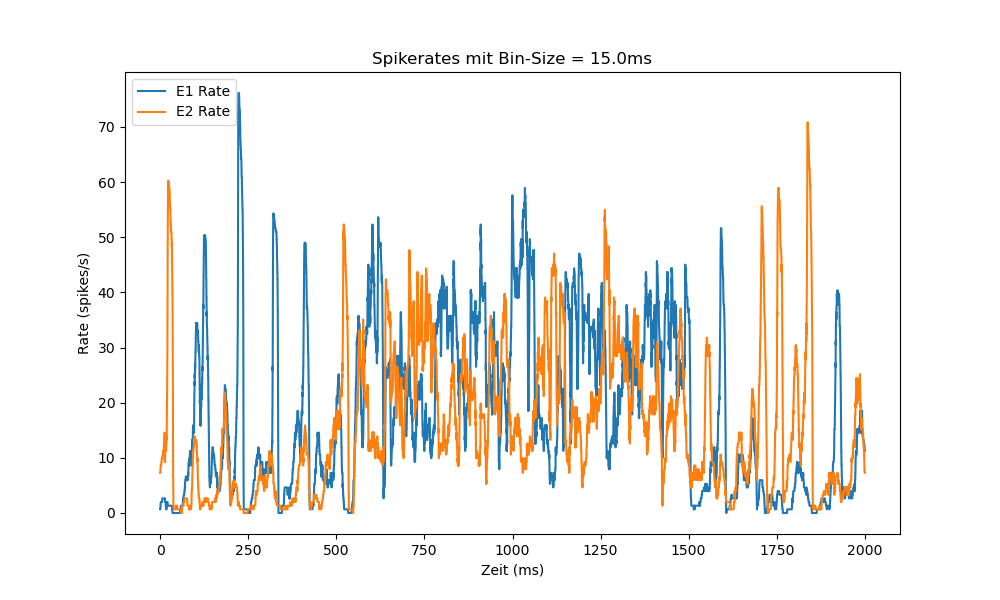 Spikerates mit Bin-Size = 15.0ms
E1 Rate
E2 Rate
Rate (spikes/s)
70
60
50
40
30
20
10
0
0 250 500 750 1000 1250 1500 1750 2000
Zeit (ms)